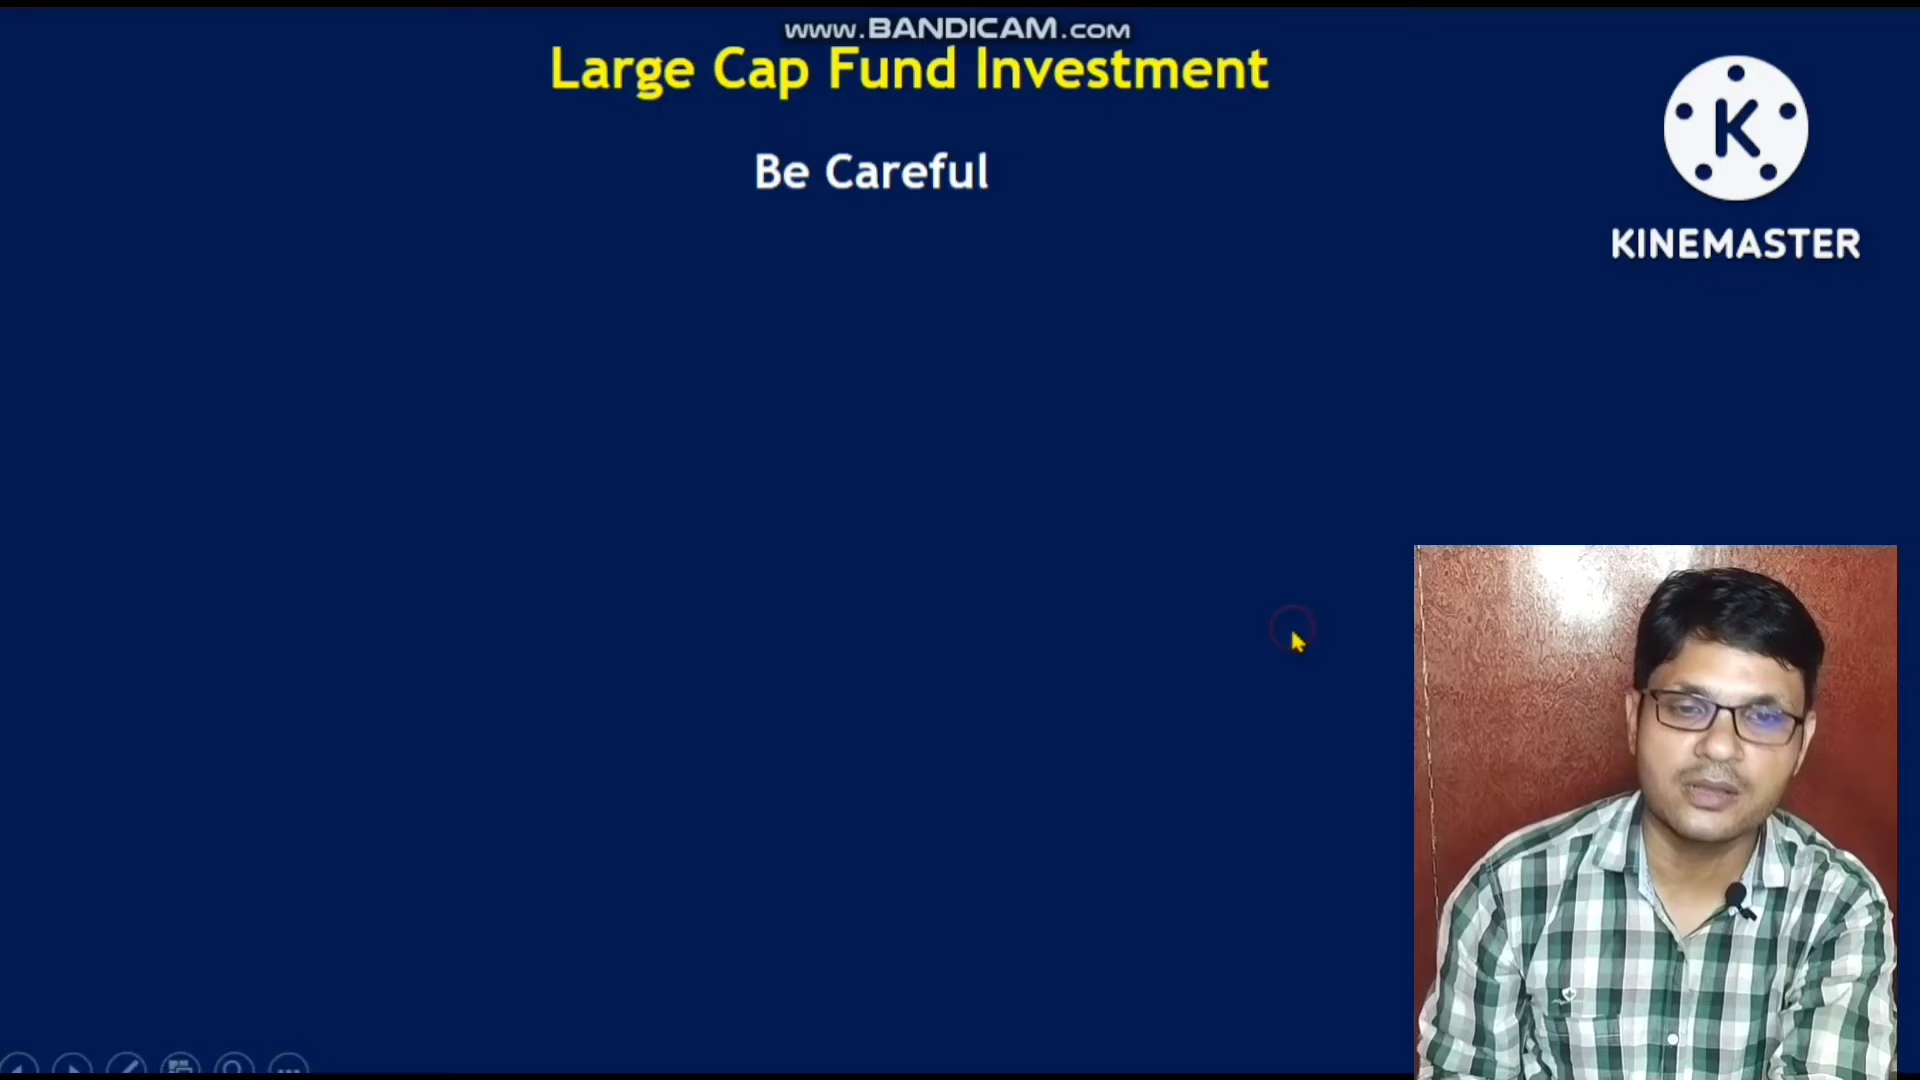 www.BANDICAM.com
Large Cap Fund Investment
Be Careful
K
KINEMASTER